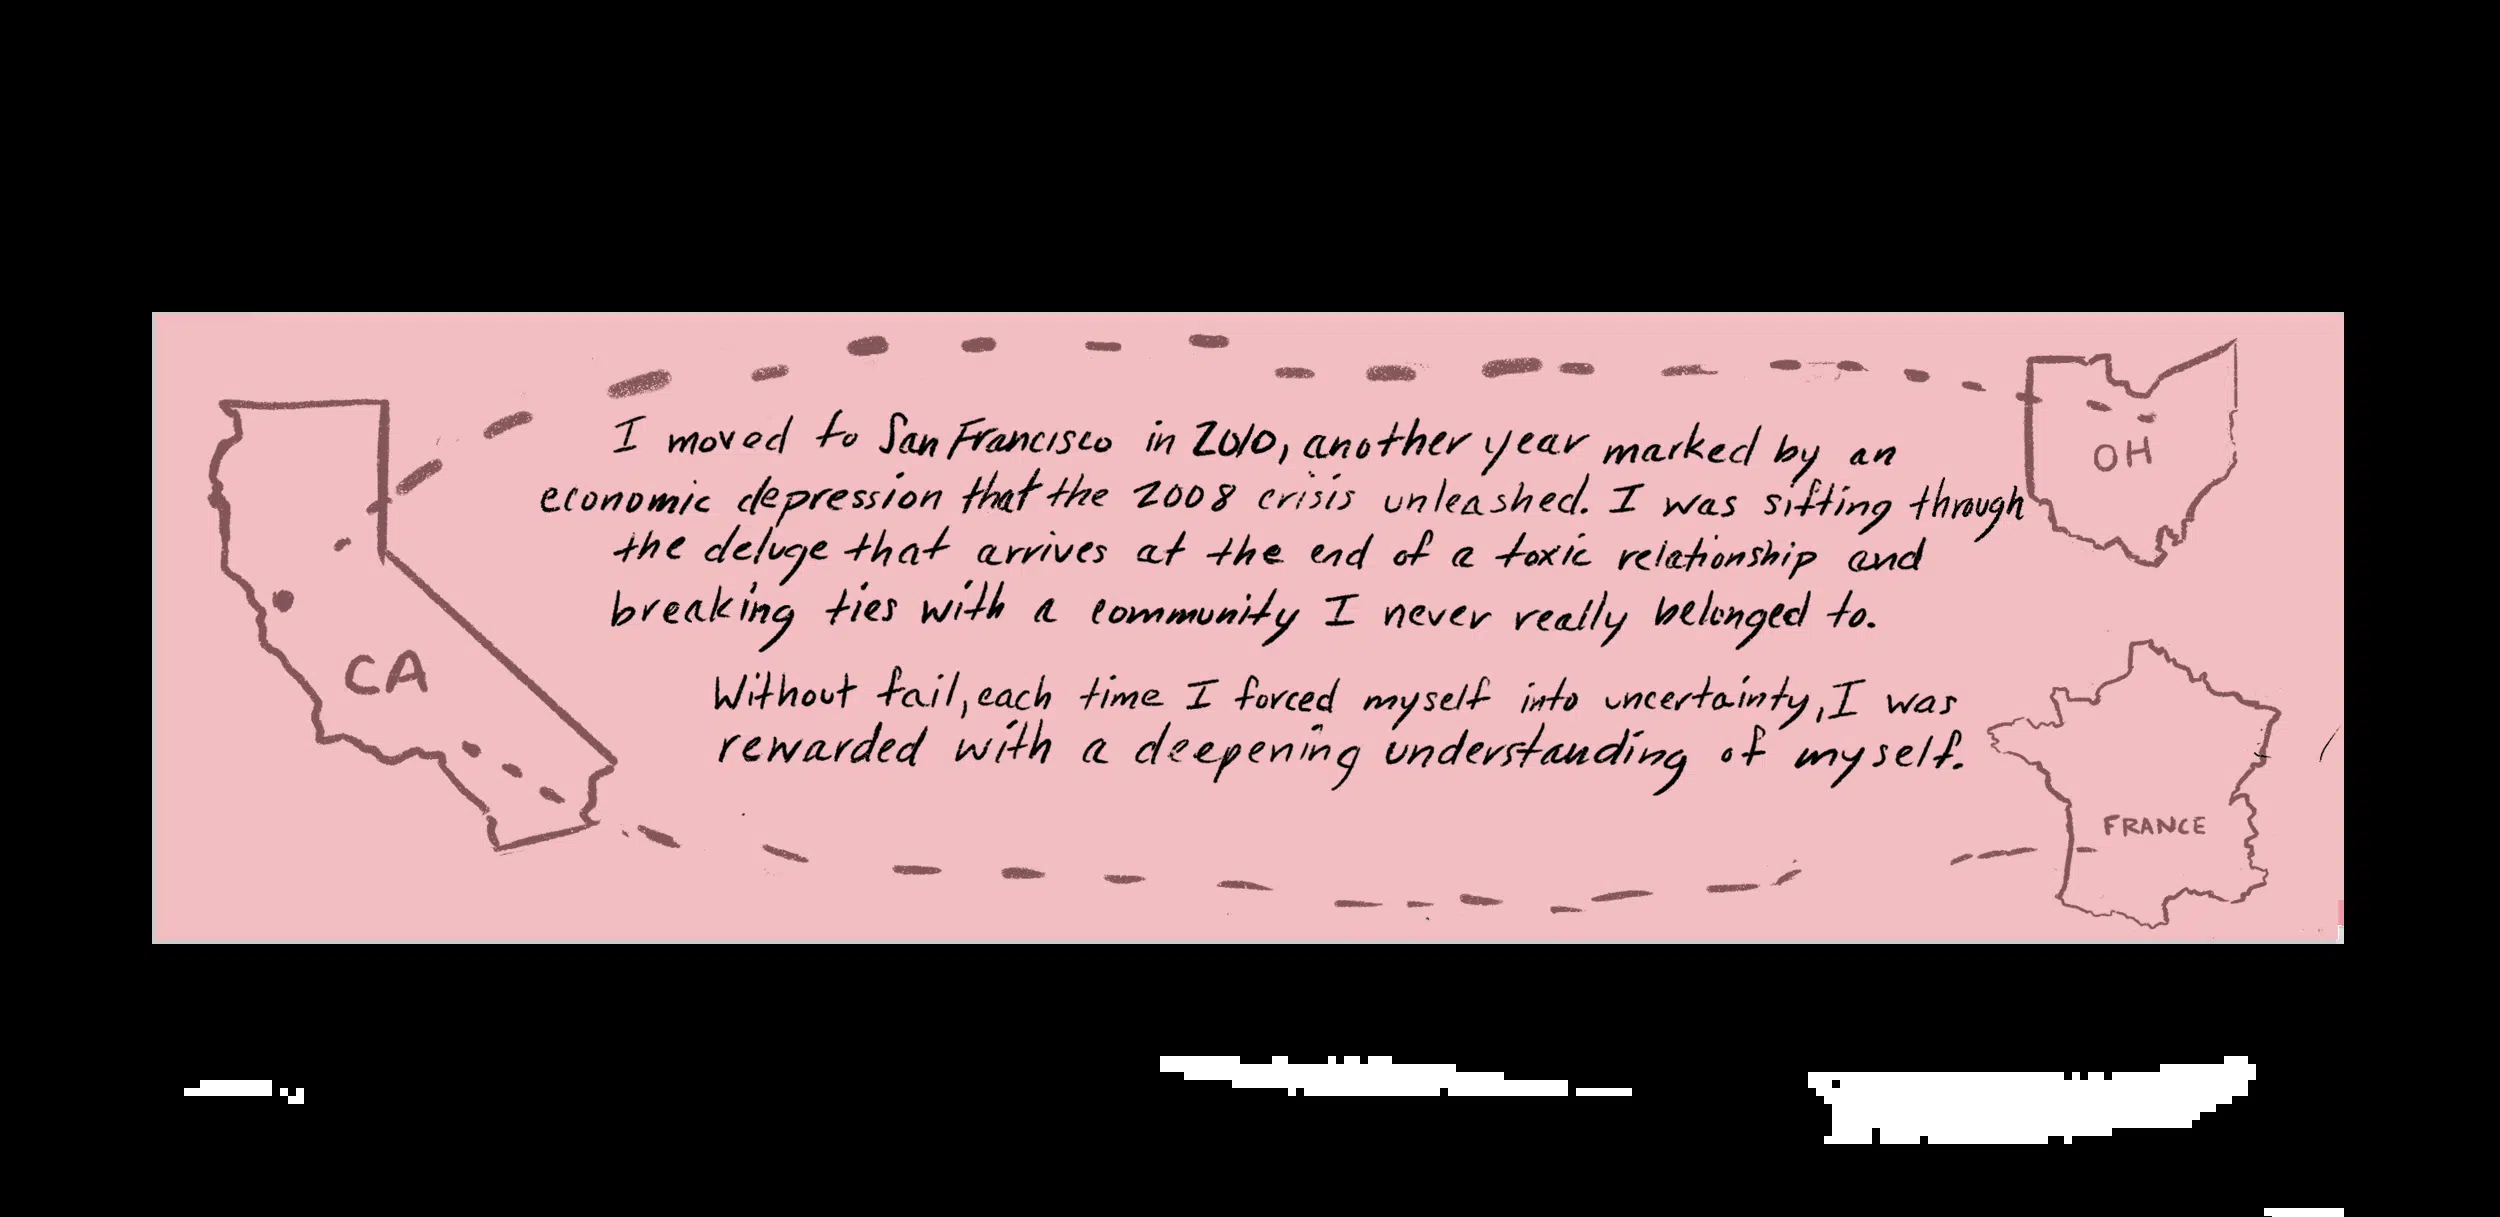 I moved to San Francisco in 2010, another year marked by an
economic depression that the 2008 crisis unleashed. I was sifting through
the deluge that arrives at the end of a toxic relationship and
breaking ties with a community I never really belonged to.
Without fail, each time I forced myself into uncertainty, I was
rewarded with a deepening understanding of myself.
CA
OH
FRANCE